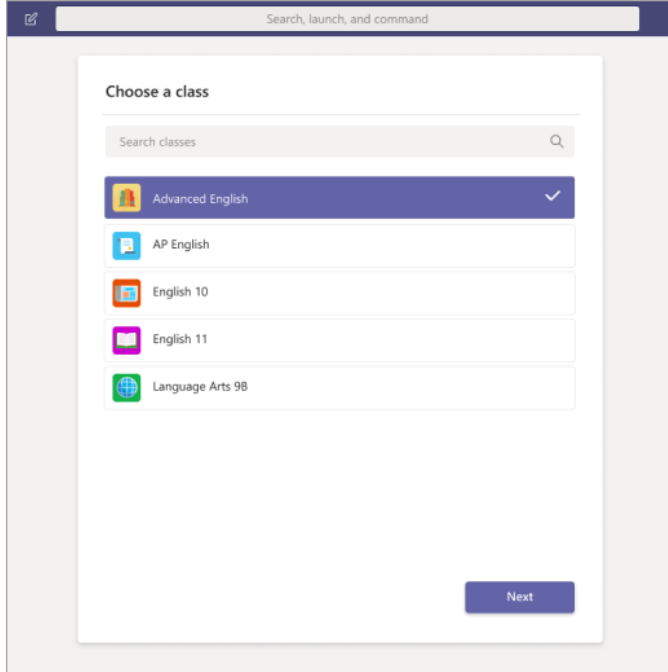 Search, launch, and command
Choose a class
Search classes
Advanced English
AP English
English 10
English 11
Language Arts 9B
Next